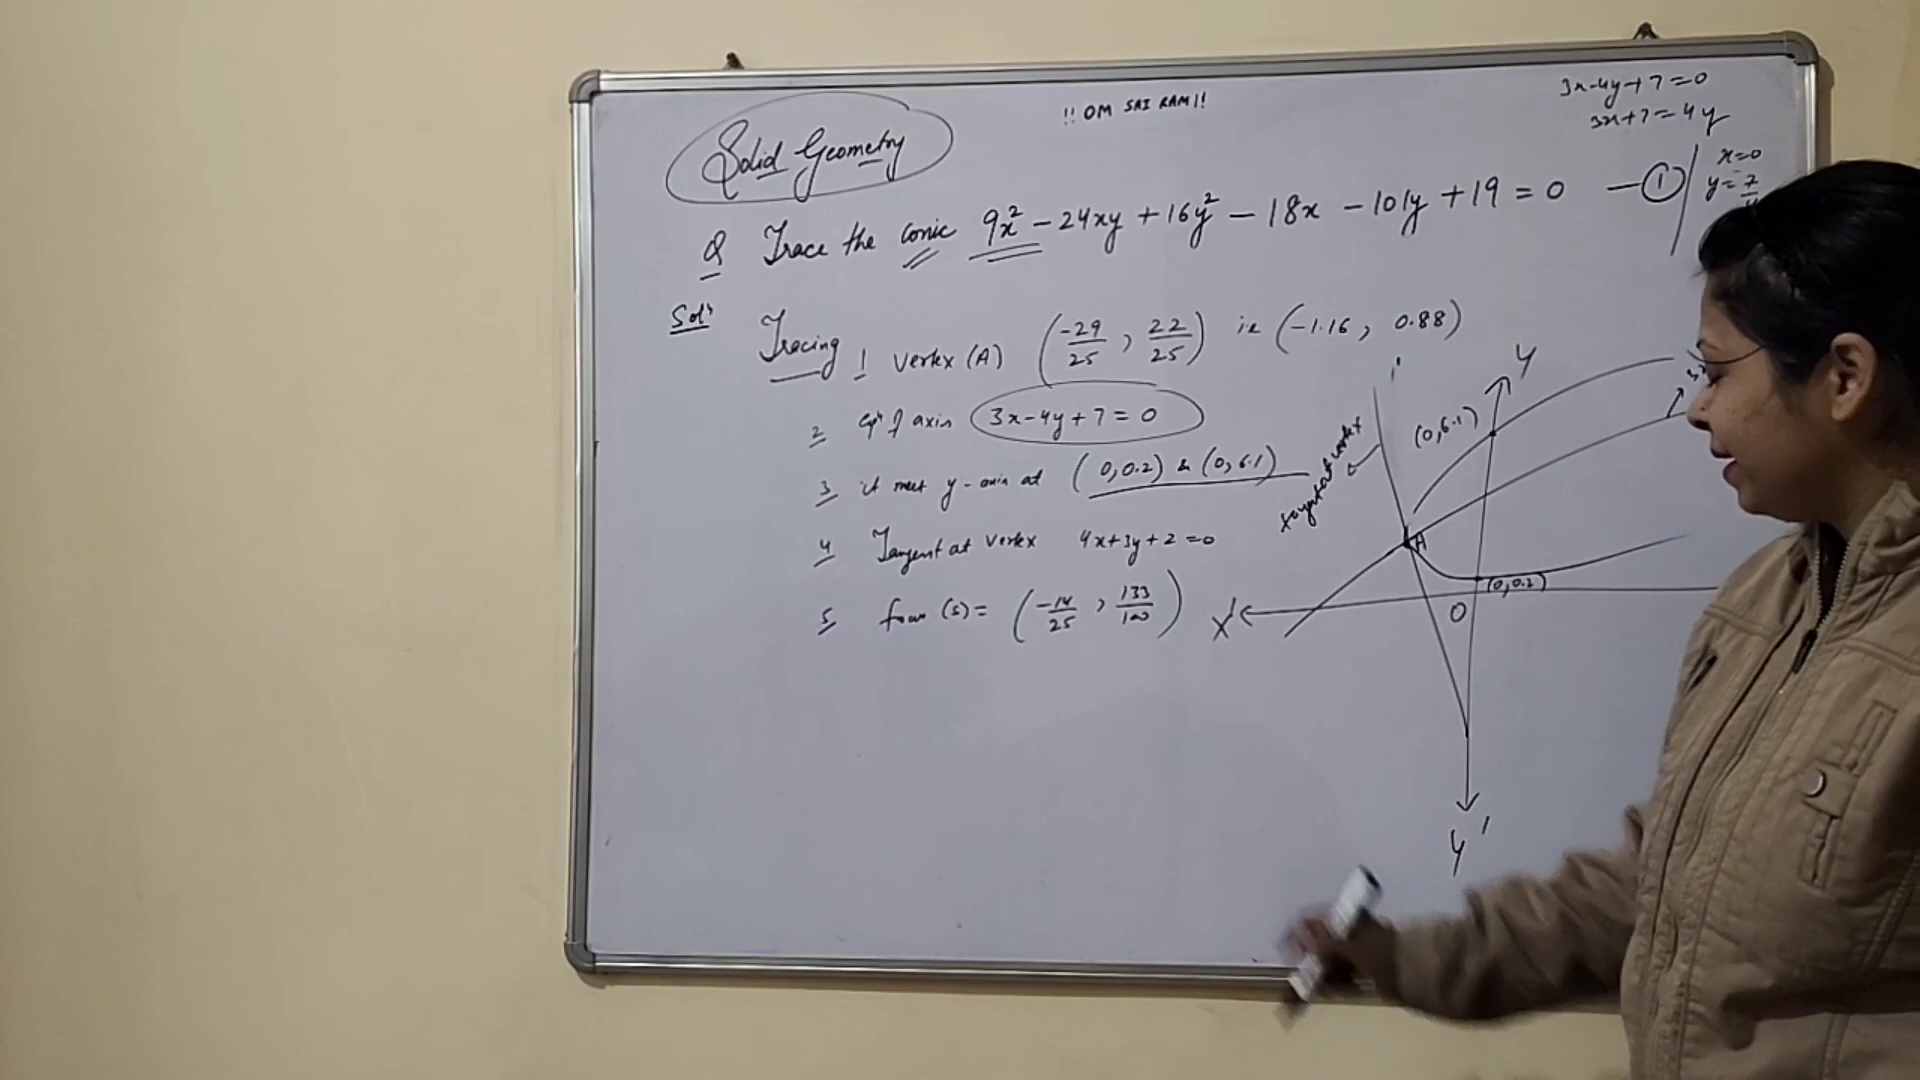 !! OM SAI RAM!!
Solid Geometry
3x-4y+7=0
3x+7=4y
x=0
y=7
Q Trace the conic 9x² - 24xy + 16y² - 18x - 101y + 19 = 0 — ①
Solⁿ
Tracing
1 Vertex (A) (-29/25, 22/25) ie (-1.16, 0.88)
2 eqⁿ of axis 3x-4y+7=0
3 it meet y-axis at (0,0.2) & (0,6.1)
4 Tangent at Vertex 4x+3y+2=0
5 focus (s) = (-14/25, 133/100)
Y
(0,6.1)
tangent at vertex
A
(0,0.2)
O
X'
Y'